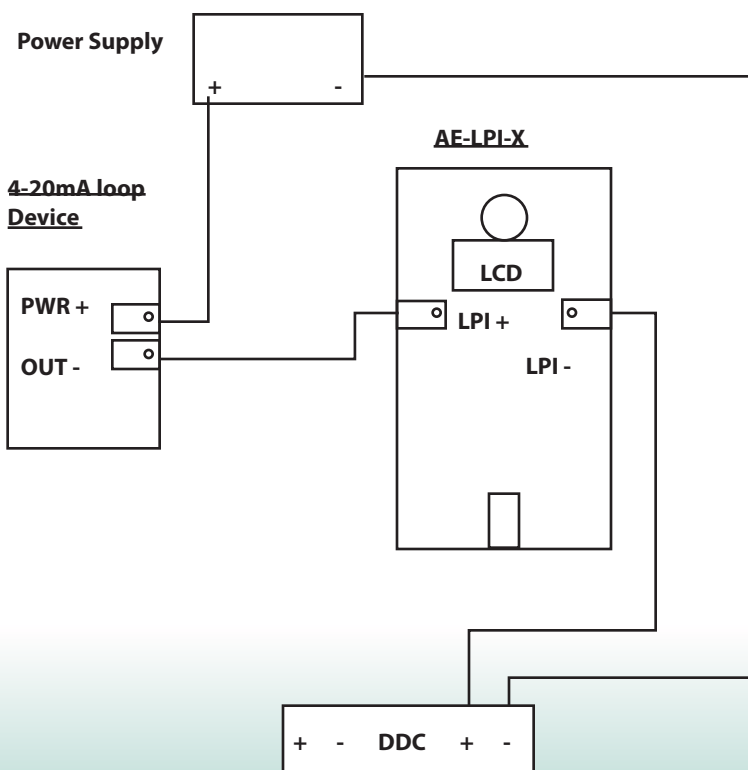 Power Supply
+ -
AE-LPI-X
4-20mA loop
Device
LCD
PWR +
LPI +
OUT -
LPI -
+ - DDC + -